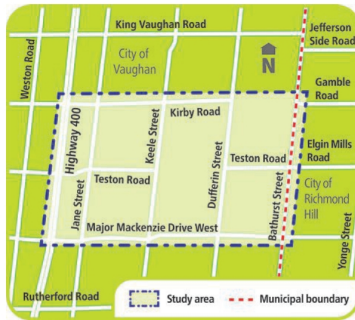 King Vaughan Road
Jefferson
Side Road
Weston Road
City of
Vaughan
N
Gamble
Road
Highway 400
Kirby Road
Keele Street
Dufferin Street
Elgin Mills
Road
Teston Road
Teston Road
Jane Street
Bathurst Street
City of
Richmond
Hill
Major Mackenzie Drive West
Yonge Street
Rutherford Road
Study area
Municipal boundary